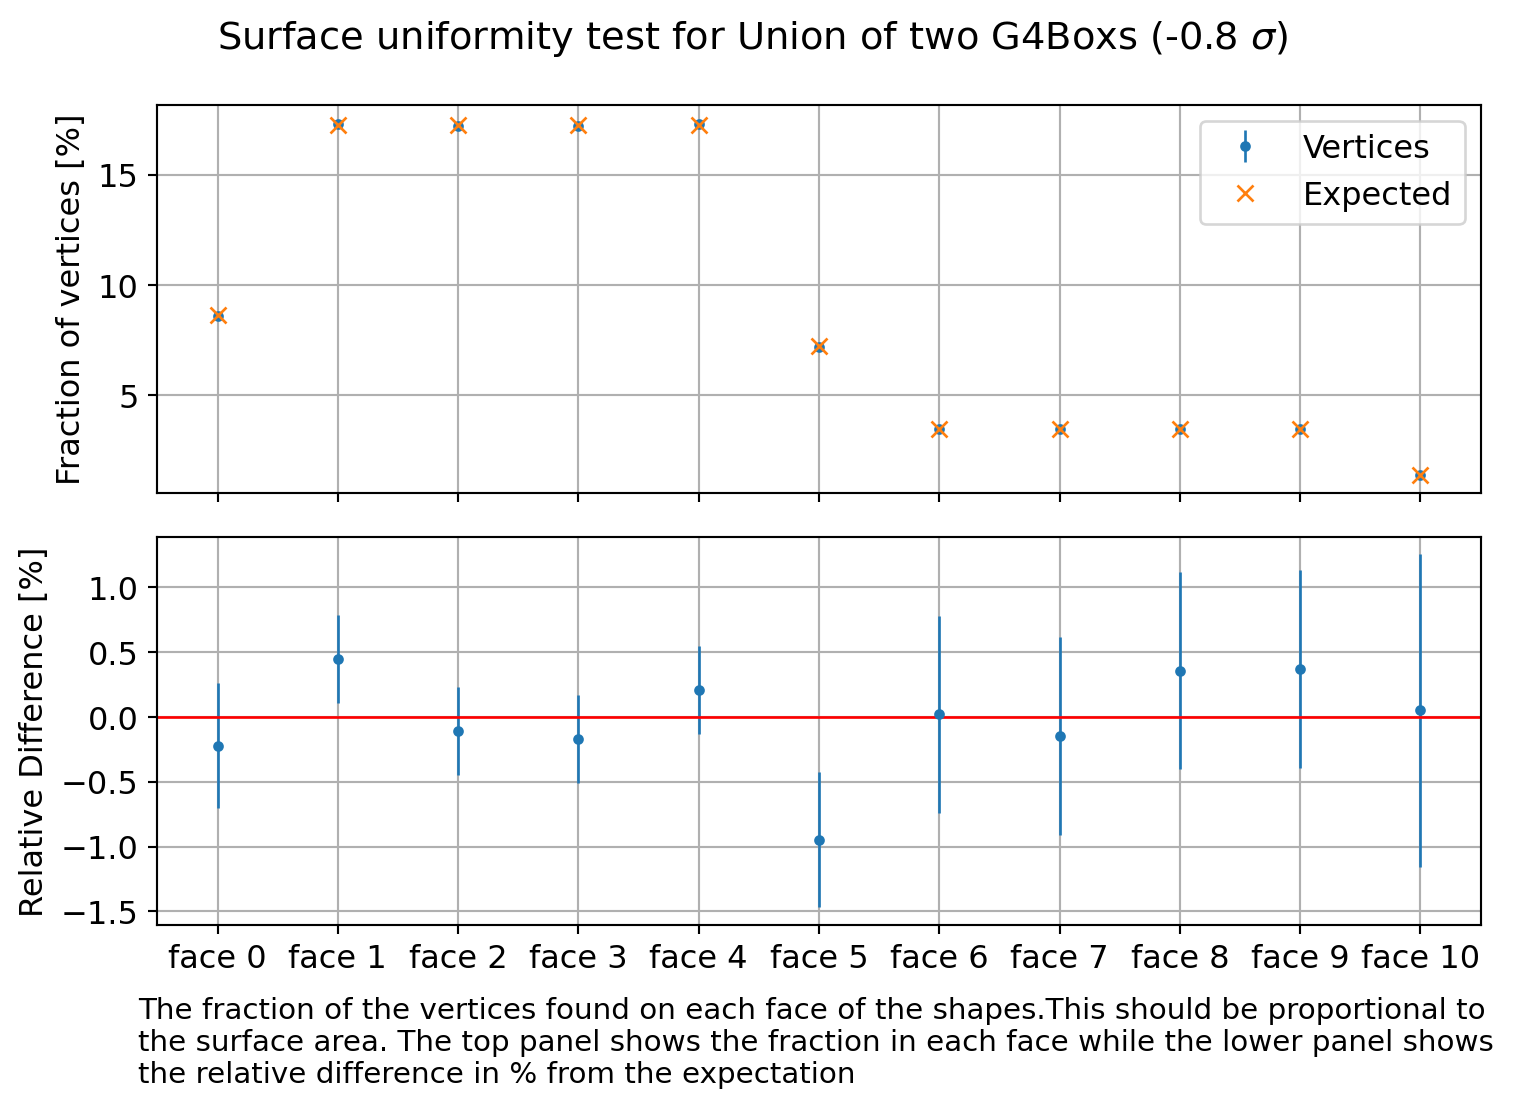 Surface uniformity test for Union of two G4Boxs (-0.8 σ)
Fraction of vertices [%]
15
10
5
Vertices
Expected
Relative Difference [%]
1.0
0.5
0.0
−0.5
−1.0
−1.5
face 0 face 1 face 2 face 3 face 4 face 5 face 6 face 7 face 8 face 9 face 10
The fraction of the vertices found on each face of the shapes.This should be proportional to
the surface area. The top panel shows the fraction in each face while the lower panel shows
the relative difference in % from the expectation